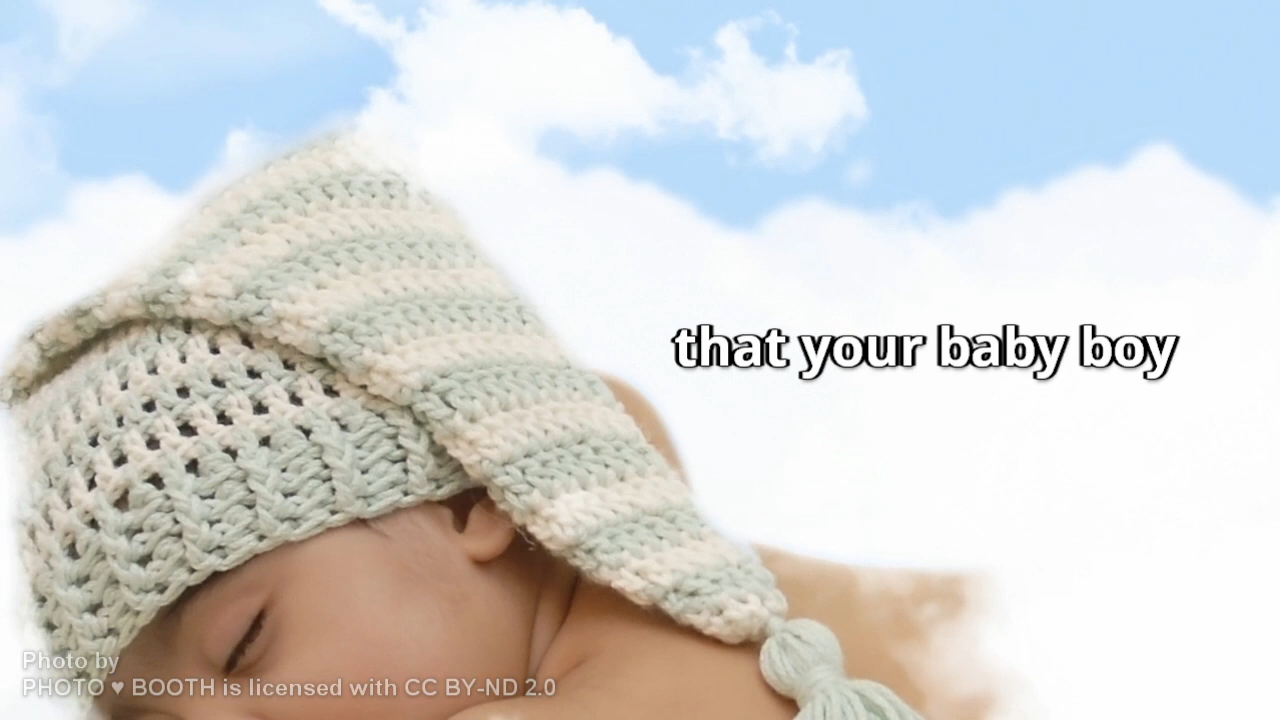 that your baby boy
Photo by
PHOTO ♥ BOOTH is licensed with CC BY-ND 2.0